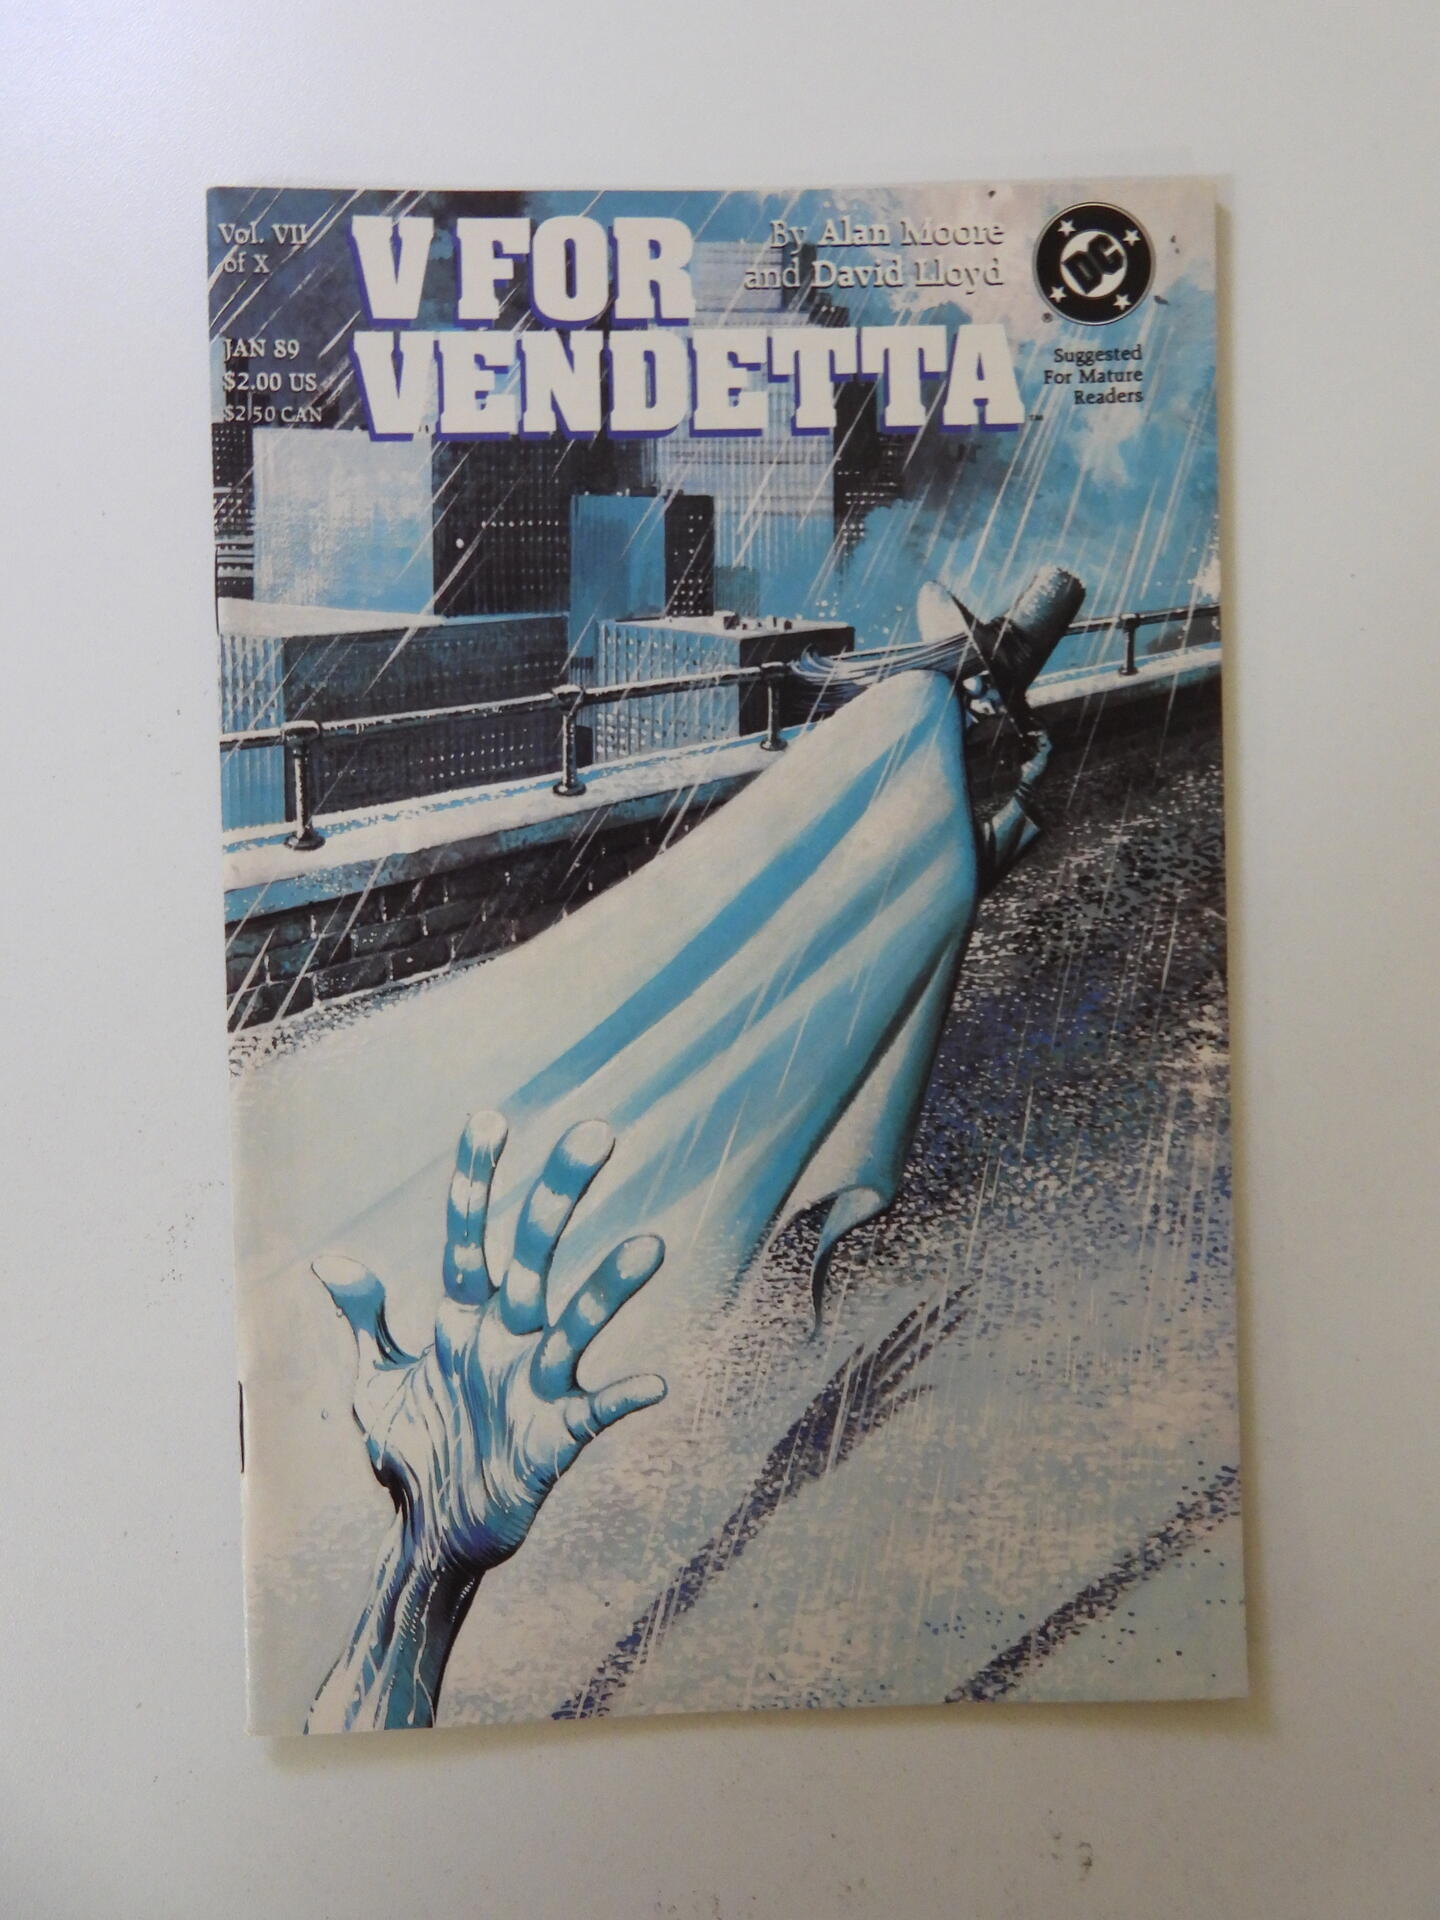 Vol. VII
of X
V FOR
VENDETTA™
By Alan Moore
and David Lloyd
DC
®
JAN 89
$2.00 US
$2.50 CAN
Suggested
For Mature
Readers